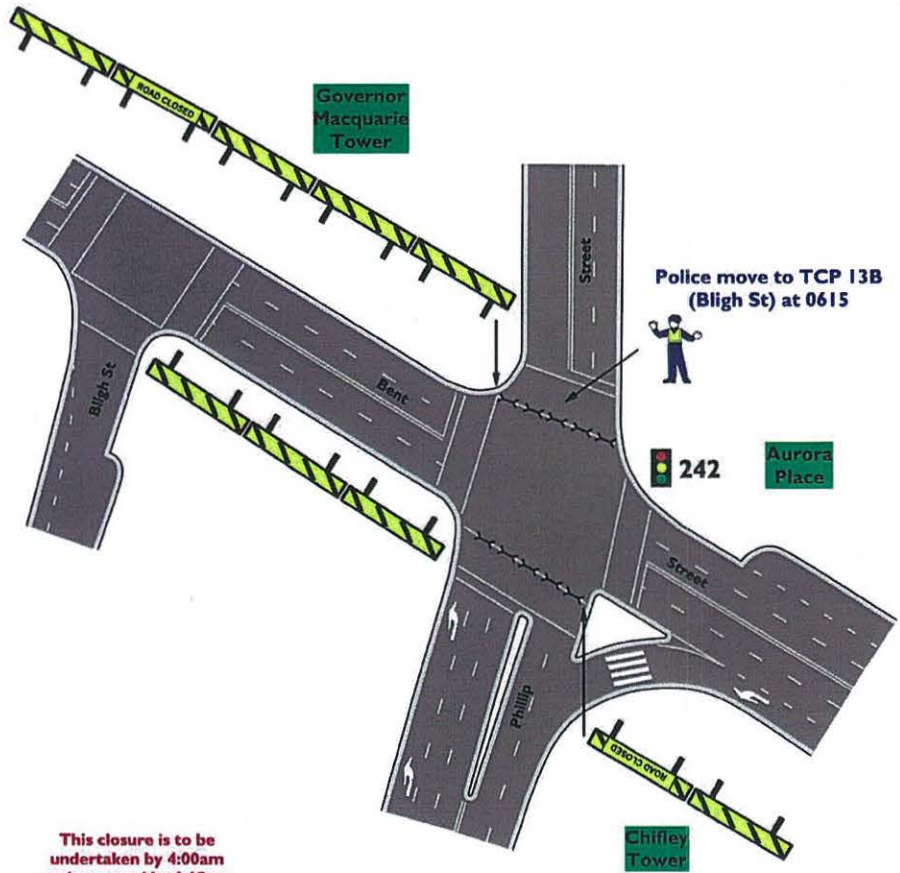 ROAD CLOSED
Governor
Macquarie
Tower
Street
Police move to TCP 13B
(Bligh St) at 0615
Bligh St
Bent
242
Aurora
Place
Street
Phillip
ROAD CLOSED
This closure is to be
undertaken by 4:00am
Chifley
Tower